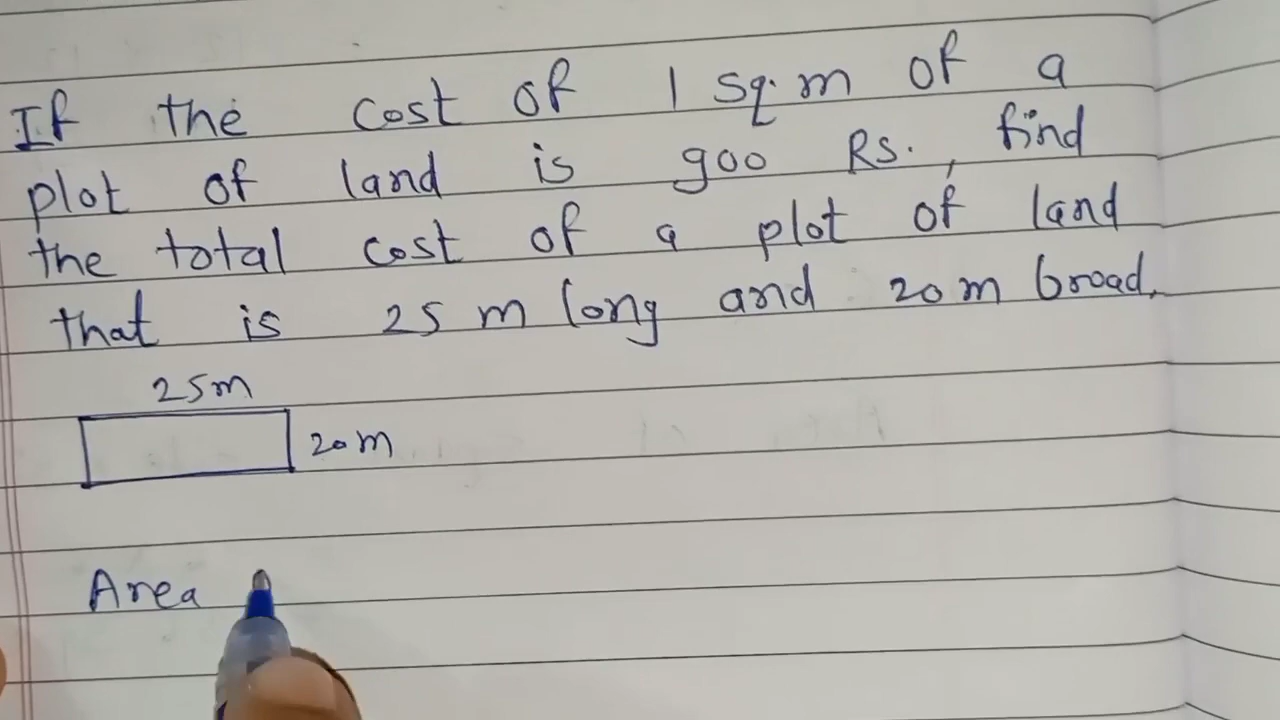 If the cost of 1 sq.m of a
plot of land is 900 Rs., find
the total cost of a plot of land
that is 25 m long and 20 m broad.
25m
20m
Area